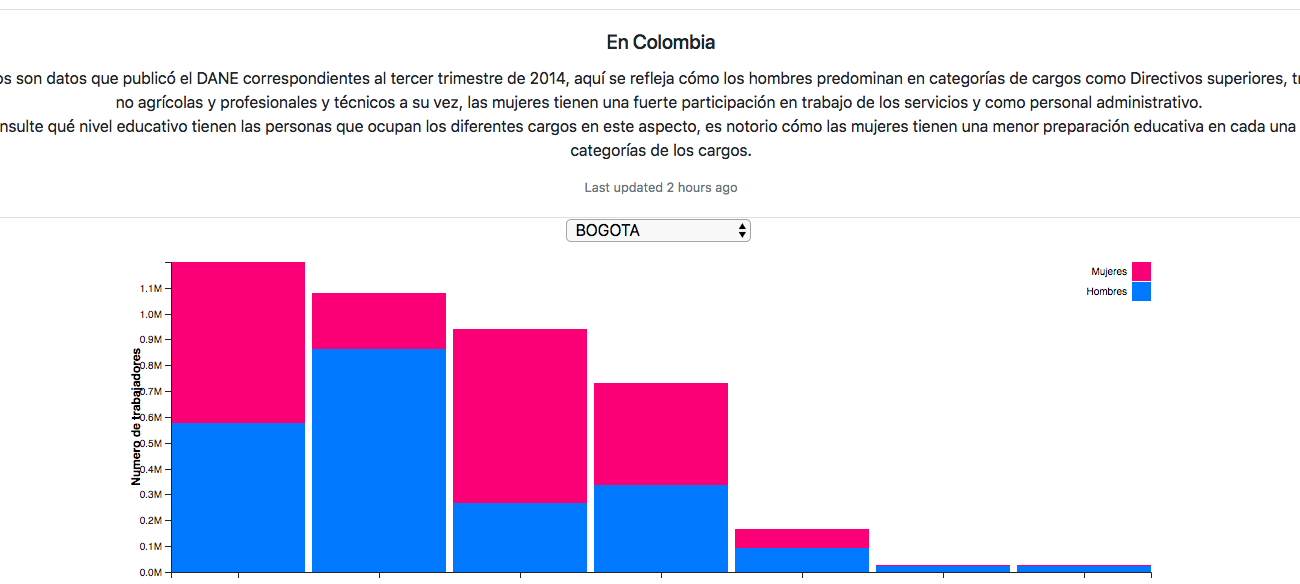 En Colombia
son datos que publicó el DANE correspondientes al tercer trimestre de 2014, aquí se refleja cómo los hombres predominan en categorías de cargos como Directivos superiores,
no agrícolas y profesionales y técnicos a su vez, las mujeres tienen una fuerte participación en trabajo de los servicios y como personal administrativo.
qué nivel educativo tienen las personas que ocupan los diferentes cargos en este aspecto, es notorio cómo las mujeres tienen una menor preparación educativa en cada una
categorías de los cargos.
Last updated 2 hours ago
BOGOTA
Mujeres
Hombres
Numero de trabajadores
1.1M
1.0M
0.9M
0.8M
0.7M
0.6M
0.5M
0.4M
0.3M
0.2M
0.1M
0.0M